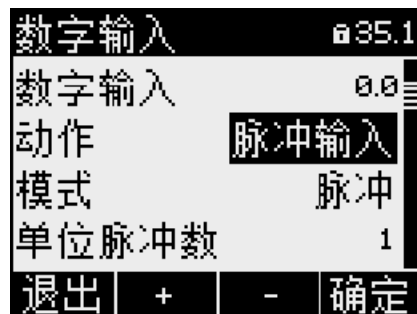 数字输入 35.1
数字输入 0.0
动作 脉冲输入
模式 脉冲
单位脉冲数 1
退出 + - 确定